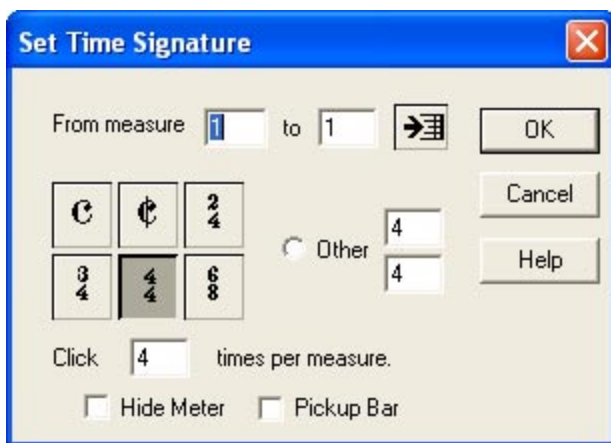 Set Time Signature
From measure 1 to 1
OK
Cancel
Help
2
4
3
4
4
4
6
8
Other
4
4
Click 4 times per measure.
Hide Meter Pickup Bar